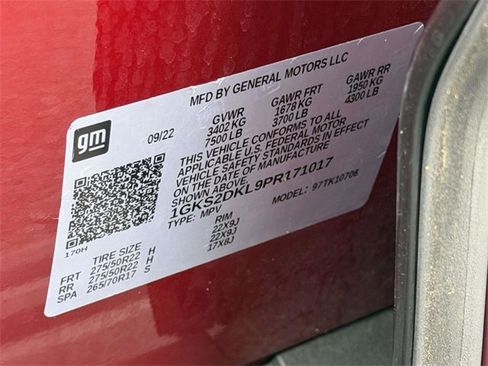 MFD BY GENERAL MOTORS LLC
gm
09/22
GVWR GAWR FRT GAWR RR
3402 KG 1678 KG 1950 KG
7500 LB 3700 LB 4300 LB
THIS VEHICLE CONFORMS TO ALL
APPLICABLE U.S. FEDERAL MOTOR
VEHICLE SAFETY STANDARDS IN EFFECT
ON THE DATE OF MANUFACTURE
SHOWN ABOVE.
1GKS2DKL9PR171017
TYPE: MPV MODEL: 97TK10706
170H
TIRE SIZE RIM
FRT 275/50R22 H 22X9J
RR 275/50R22 H 22X9J
SPA 265/70R17 S 17X8J